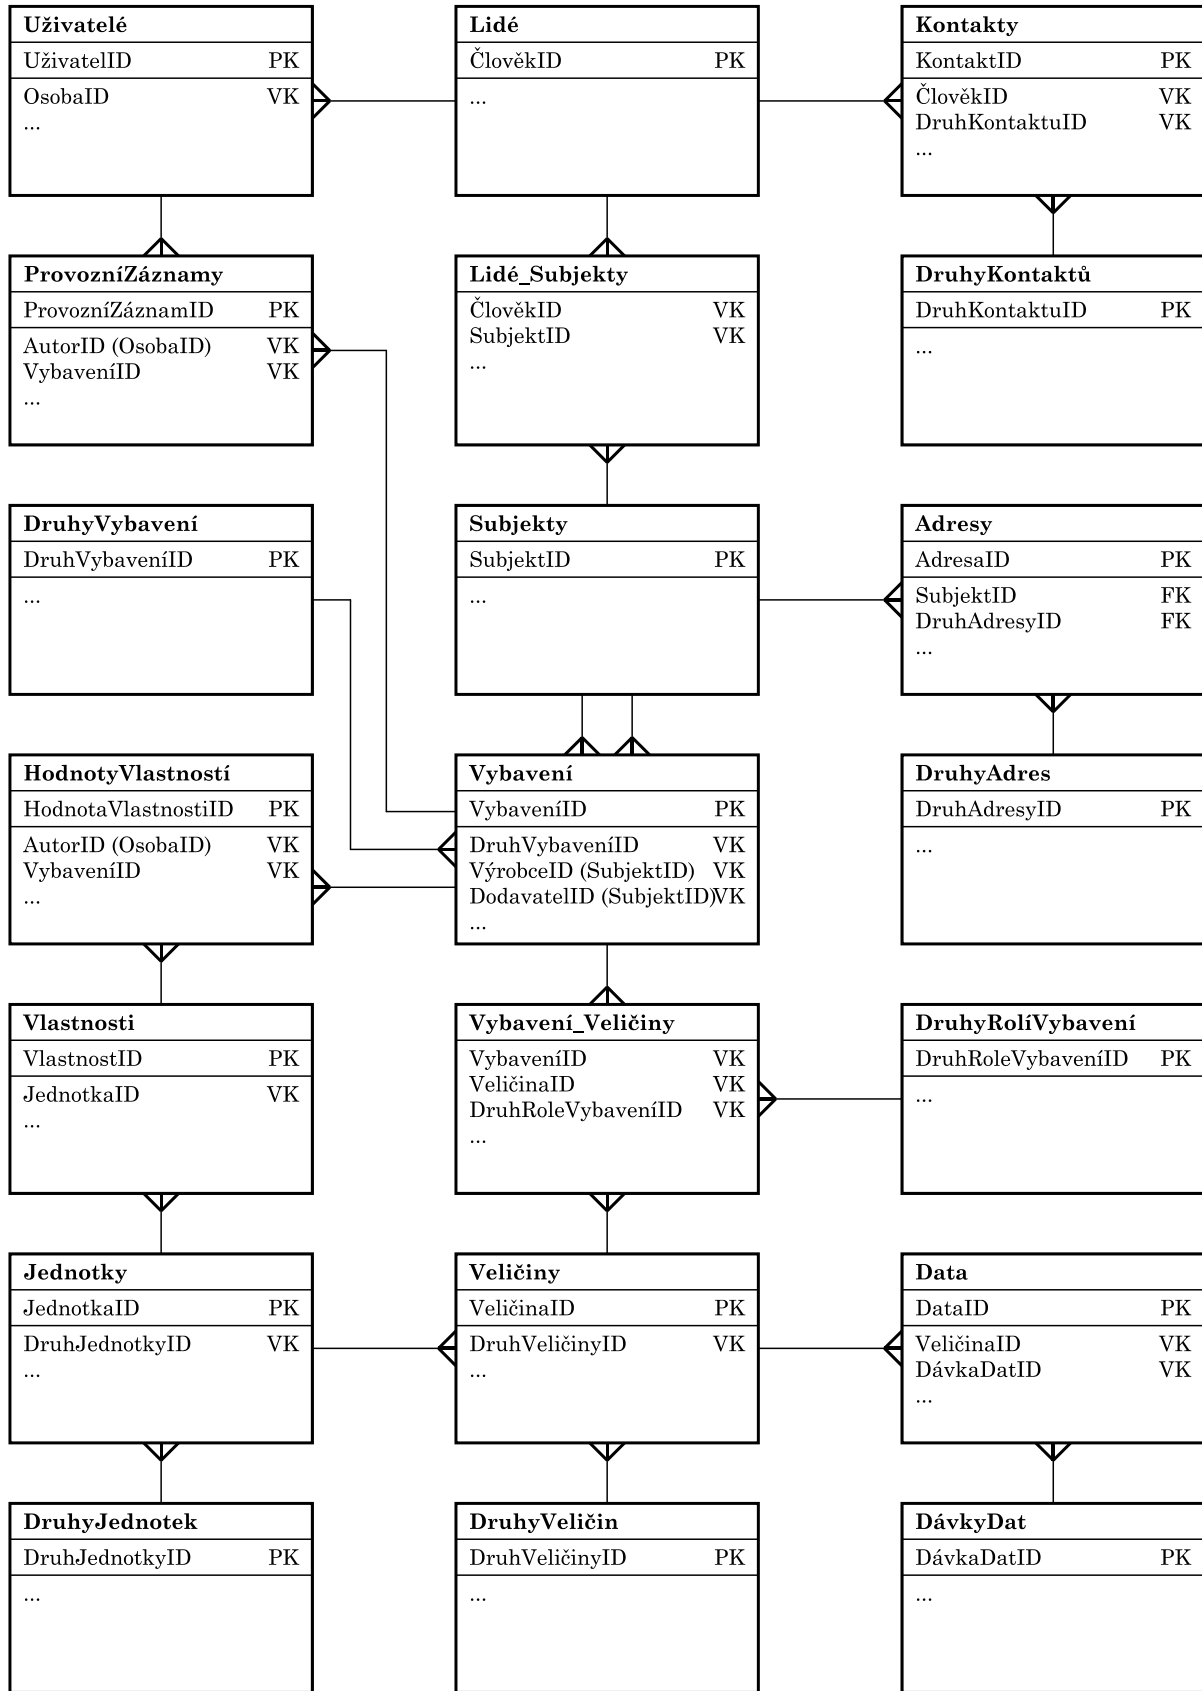 Uživatelé
UživatelID PK
OsobaID VK
...
Lidé
ČlověkID PK
...
Kontakty
KontaktID PK
ČlověkID VK
DruhKontaktuID VK
...
ProvozníZáznamy
ProvozníZáznamID PK
AutorID (OsobaID) VK
VybaveníID VK
...
Lidé_Subjekty
ČlověkID VK
SubjektID VK
...
DruhyKontaktů
DruhKontaktuID PK
...
DruhyVybavení
DruhVybaveníID PK
...
Subjekty
SubjektID PK
...
Adresy
AdresaID PK
SubjektID FK
DruhAdresyID FK
...
HodnotyVlastností
HodnotaVlastnostiID PK
AutorID (OsobaID) VK
VybaveníID VK
...
Vybavení
VybaveníID PK
DruhVybaveníID VK
VýrobceID (SubjektID) VK
DodavatelID (SubjektID) VK
...
DruhyAdres
DruhAdresyID PK
...
Vlastnosti
VlastnostID PK
JednotkaID VK
...
Vybavení_Veličiny
VybaveníID VK
VeličinaID VK
DruhRoleVybaveníID VK
...
DruhyRolíVybavení
DruhRoleVybaveníID PK
...
Jednotky
JednotkaID PK
DruhJednotkyID VK
...
Veličiny
VeličinaID PK
DruhVeličinyID VK
...
Data
DataID PK
VeličinaID VK
DávkaDatID VK
...
DruhyJednotek
DruhJednotkyID PK
...
DruhyVeličin
DruhVeličinyID PK
...
DávkyDat
DávkaDatID PK
...